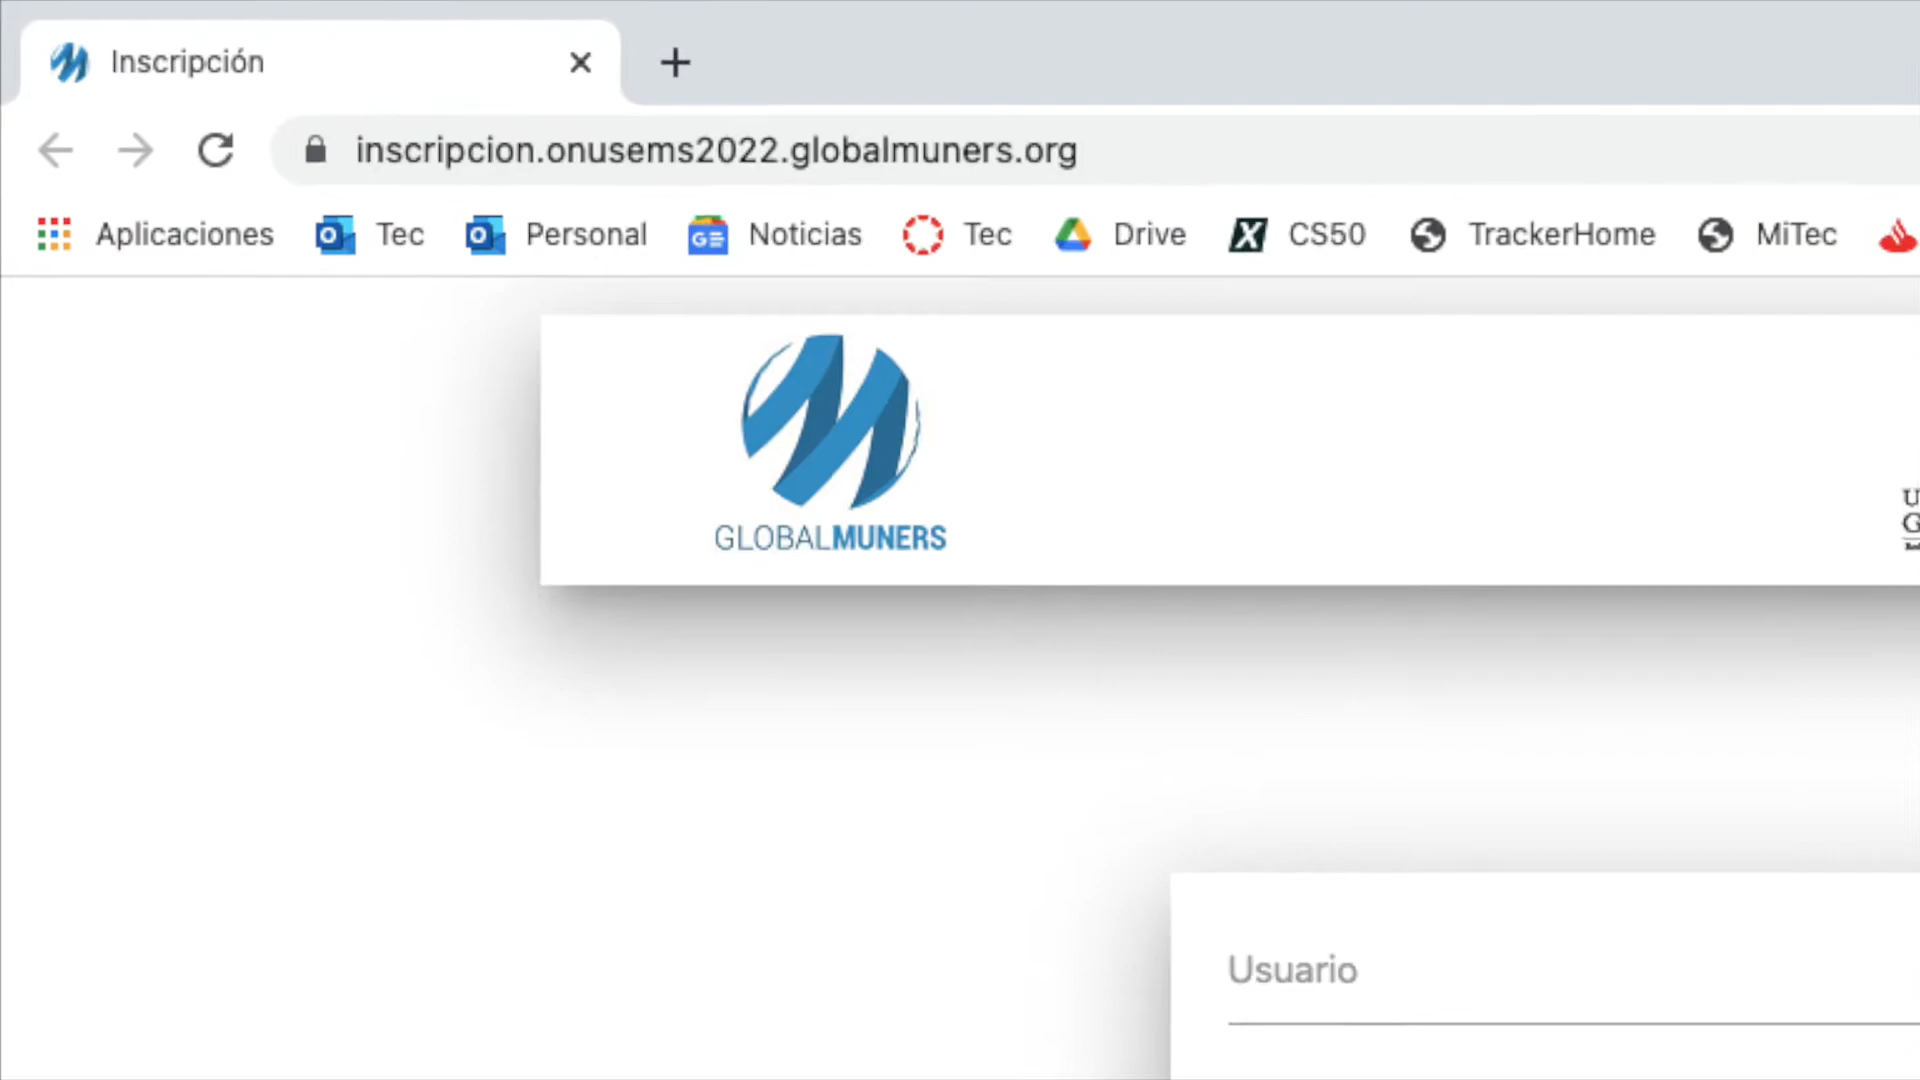 Inscripción
inscripcion.onusems2022.globalmuners.org
Aplicaciones Tec Personal Noticias Tec Drive CS50 TrackerHome MiTec
GLOBALMUNERS
U
G
Usuario